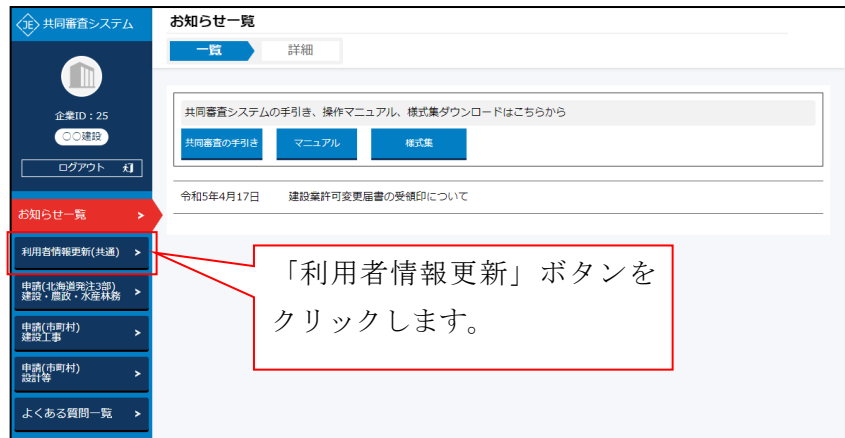 JE 共同審査システム
企業ID：25
〇〇建設
ログアウト
お知らせ一覧 >
利用者情報更新(共通) >
申請(北海道発注3部)
建設・農政・水産林務 >
申請(市町村)
建設工事 >
申請(市町村)
設計等 >
よくある質問一覧 >
お知らせ一覧
一覧
詳細
共同審査システムの手引き、操作マニュアル、様式集ダウンロードはこちらから
共同審査の手引き
マニュアル
様式集
令和5年4月17日 建設業許可変更届書の受領印について
「利用者情報更新」ボタンを
クリックします。